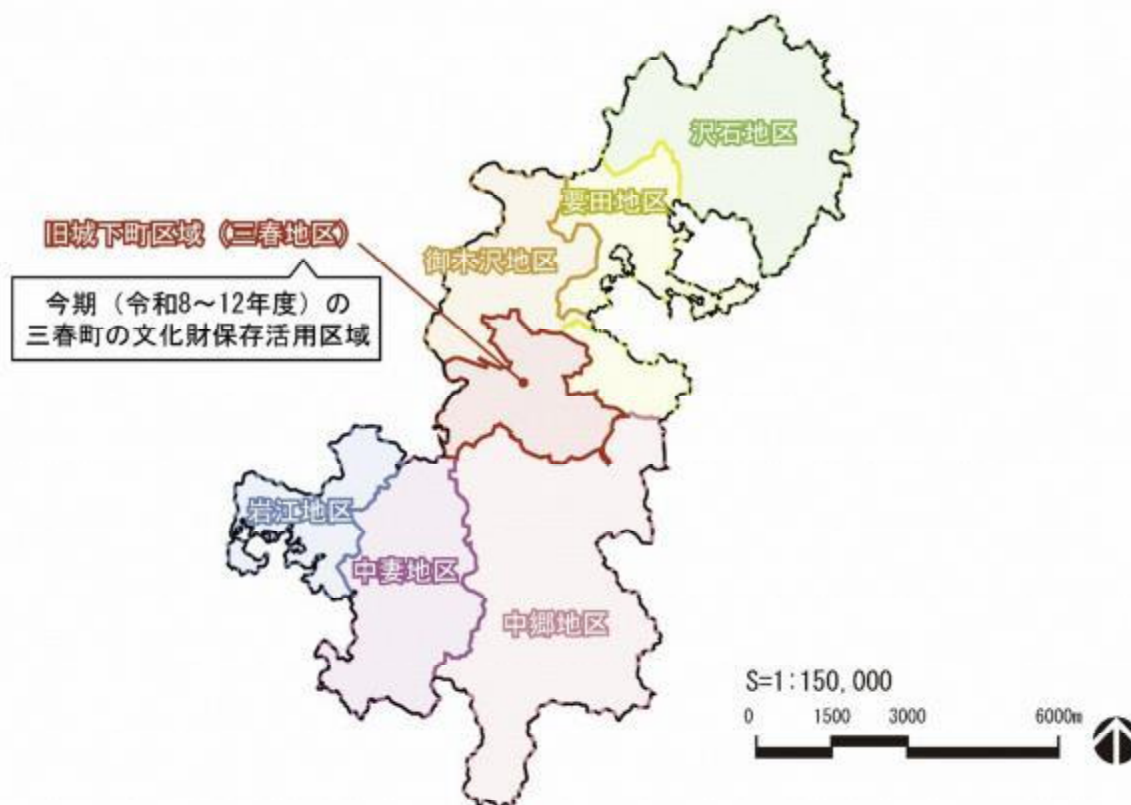 沢石地区
要田地区
旧城下町区域（三春地区）
御木沢地区
今期（令和8～12年度）の
三春町の文化財保存活用区域
岩江地区
中妻地区
中郷地区
S=1:150,000
0 1500 3000 6000m